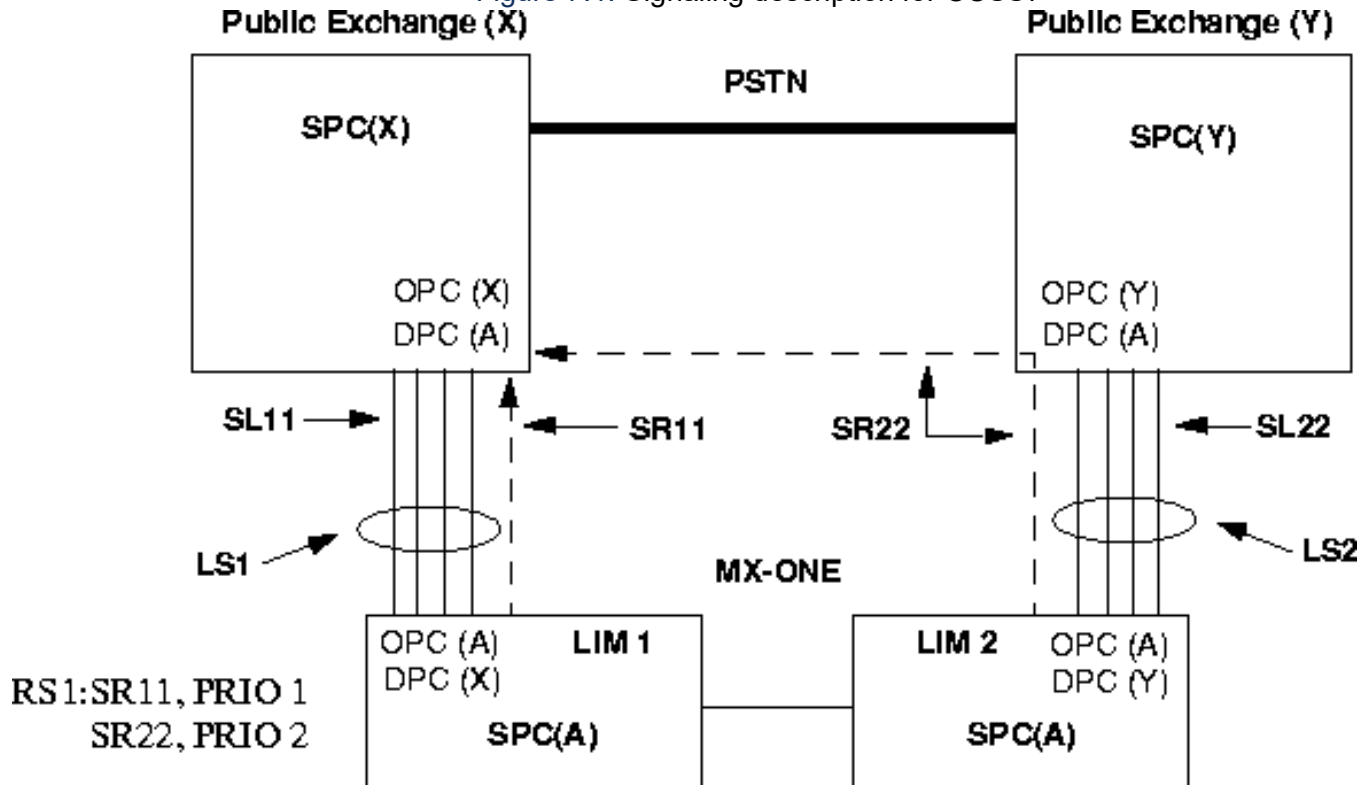 Public Exchange (X)
Public Exchange (Y)
PSTN
SPC(X)
SPC(Y)
OPC (X)
DPC (A)
OPC (Y)
DPC (A)
SL11
SR11
SR22
SL22
LS1
LS2
MX-ONE
OPC (A)
DPC (X)
LIM 1
SPC(A)
LIM 2
OPC (A)
DPC (Y)
SPC(A)
RS1:SR11, PRIO 1
SR22, PRIO 2